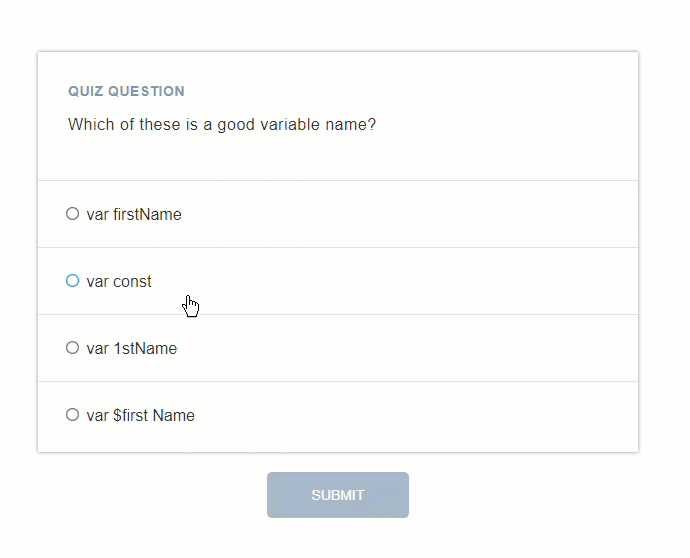 QUIZ QUESTION
Which of these is a good variable name?
var firstName
var const
var 1stName
var $first Name
SUBMIT